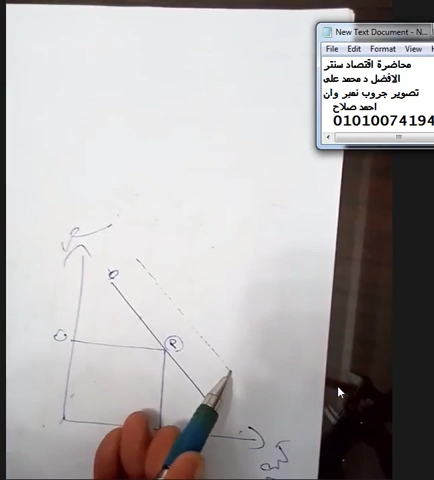 New Text Document - N...
File Edit Format View H
محاضرة اقتصاد سنتر
الافضل د محمد على
تصوير جروب نمبر وان
احمد صلاح
01010074194